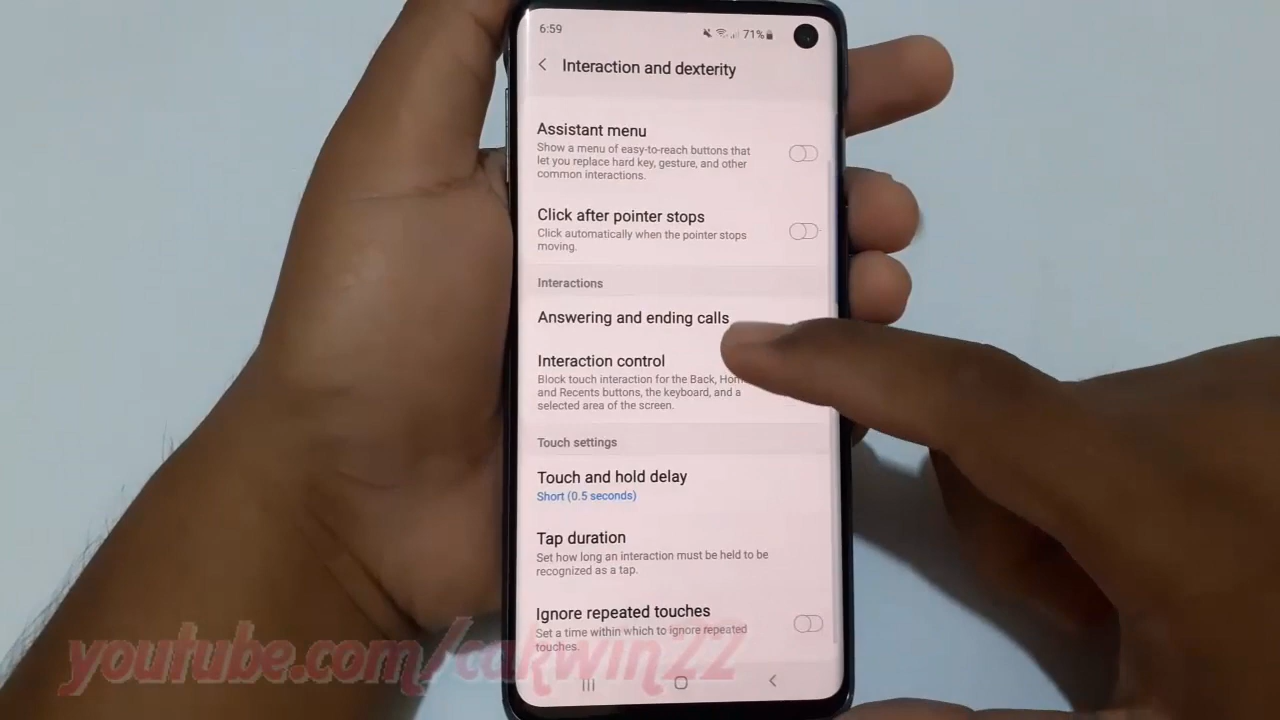 6:59 71%
Interaction and dexterity
Assistant menu
Show a menu of easy-to-reach buttons that
let you replace hard key, gesture, and other
common interactions.
Click after pointer stops
Click automatically when the pointer stops
moving.
Interactions
Answering and ending calls
Interaction control
Block touch interaction for the Back,
and Recents buttons, the keyboard, and a
selected area of the screen.
Touch settings
Touch and hold delay
Short (0.5 seconds)
Tap duration
Set how long an interaction must be held to be
recognized as a tap.
Ignore repeated touches
Set a time within which to ignore repeated
touches.
youtube.com/cakwin22